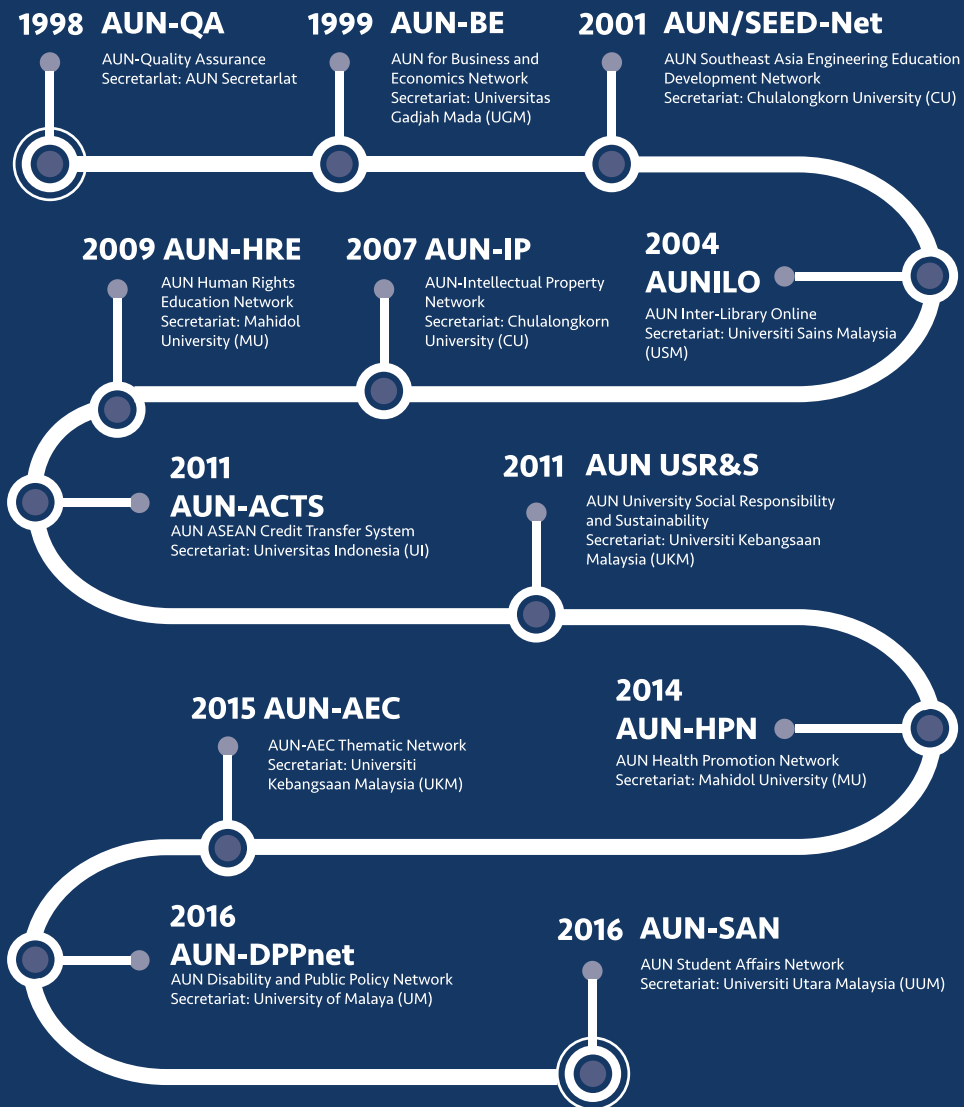 1998 AUN-QA
AUN-Quality Assurance
Secretarlat: AUN Secretarlat
1999 AUN-BE
AUN for Business and
Economics Network
Secretariat: Universitas
Gadjah Mada (UGM)
2001 AUN/SEED-Net
AUN Southeast Asia Engineering Education
Development Network
Secretariat: Chulalongkorn University (CU)
2004
AUNILO
AUN Inter-Library Online
Secretariat: Universiti Sains Malaysia
(USM)
2007 AUN-IP
AUN-Intellectual Property
Network
Secretariat: Chulalongkorn
University (CU)
2009 AUN-HRE
AUN Human Rights
Education Network
Secretariat: Mahidol
University (MU)
2011
AUN-ACTS
AUN ASEAN Credit Transfer System
Secretariat: Universitas Indonesia (UI)
2011 AUN USR&S
AUN University Social Responsibility
and Sustainability
Secretariat: Universiti Kebangsaan
Malaysia (UKM)
2014
AUN-HPN
AUN Health Promotion Network
Secretariat: Mahidol University (MU)
2015 AUN-AEC
AUN-AEC Thematic Network
Secretariat: Universiti
Kebangsaan Malaysia (UKM)
2016
AUN-DPPnet
AUN Disability and Public Policy Network
Secretariat: University of Malaya (UM)
2016 AUN-SAN
AUN Student Affairs Network
Secretariat: Universiti Utara Malaysia (UUM)